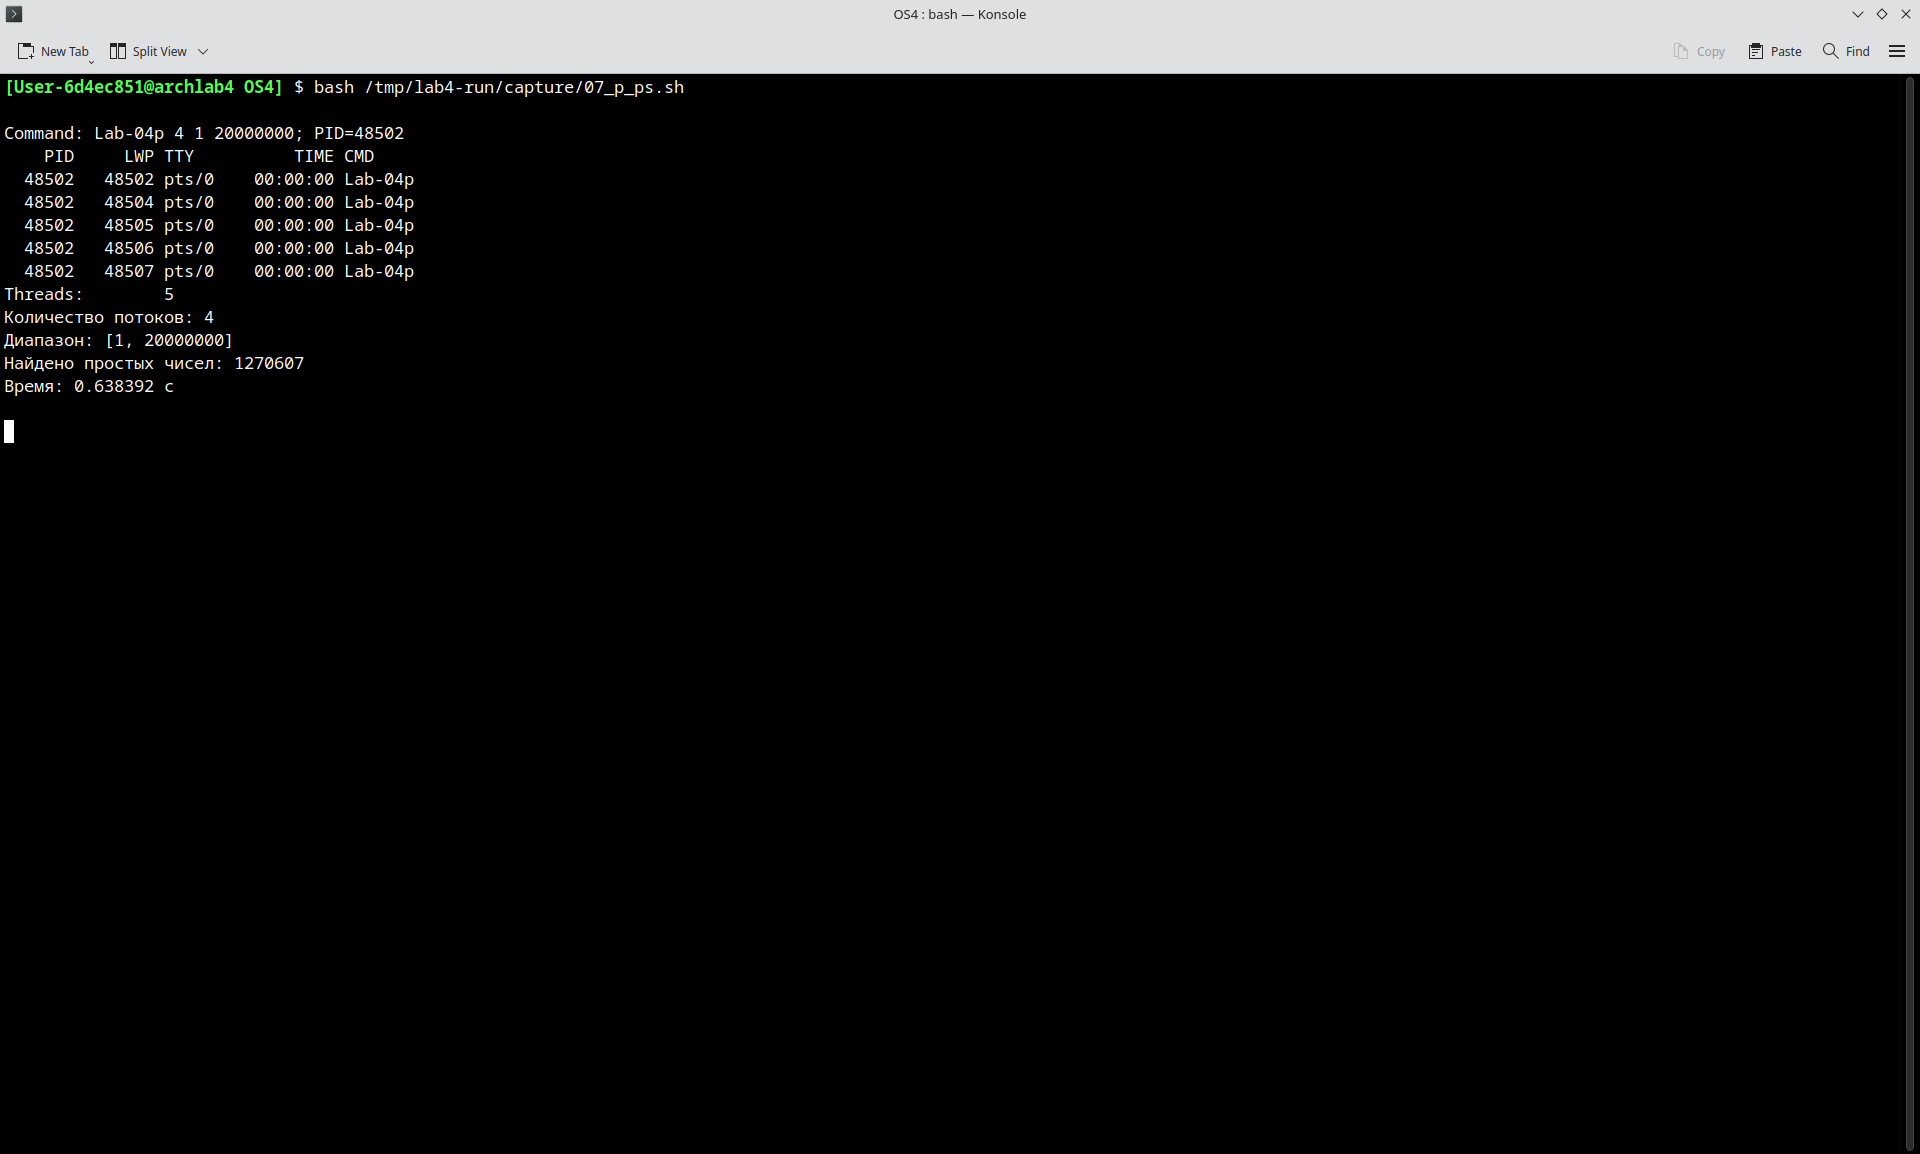 OS4 : bash — Konsole
New Tab Split View Copy Paste Find
[User-6d4ec851@archlab4 OS4] $ bash /tmp/lab4-run/capture/07_p_ps.sh
Command: Lab-04p 4 1 20000000; PID=48502
    PID     LWP TTY          TIME CMD
  48502   48502 pts/0    00:00:00 Lab-04p
  48502   48504 pts/0    00:00:00 Lab-04p
  48502   48505 pts/0    00:00:00 Lab-04p
  48502   48506 pts/0    00:00:00 Lab-04p
  48502   48507 pts/0    00:00:00 Lab-04p
Threads:        5
Количество потоков: 4
Диапазон: [1, 20000000]
Найдено простых чисел: 1270607
Время: 0.638392 с